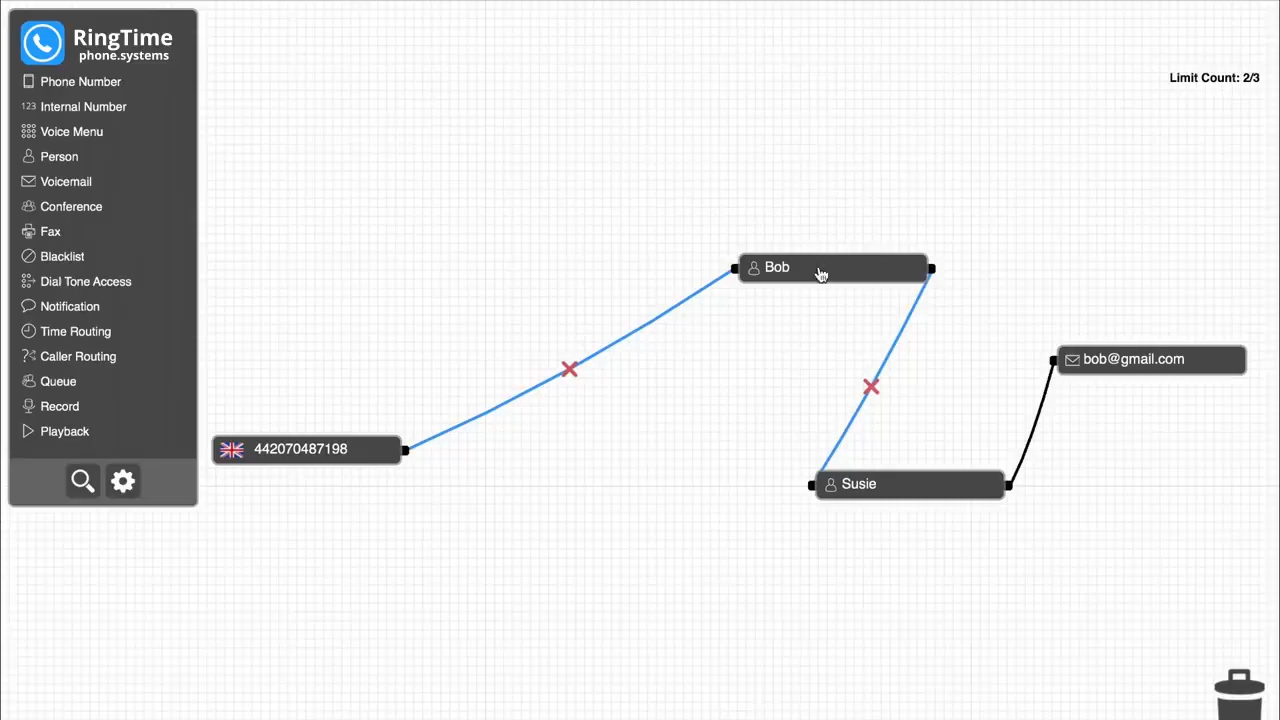 RingTime
phone.systems
Phone Number
123 Internal Number
Voice Menu
Person
Voicemail
Conference
Fax
Blacklist
Dial Tone Access
Notification
Time Routing
Caller Routing
Queue
Record
Playback
Limit Count: 2/3
Bob
bob@gmail.com
442070487198
Susie